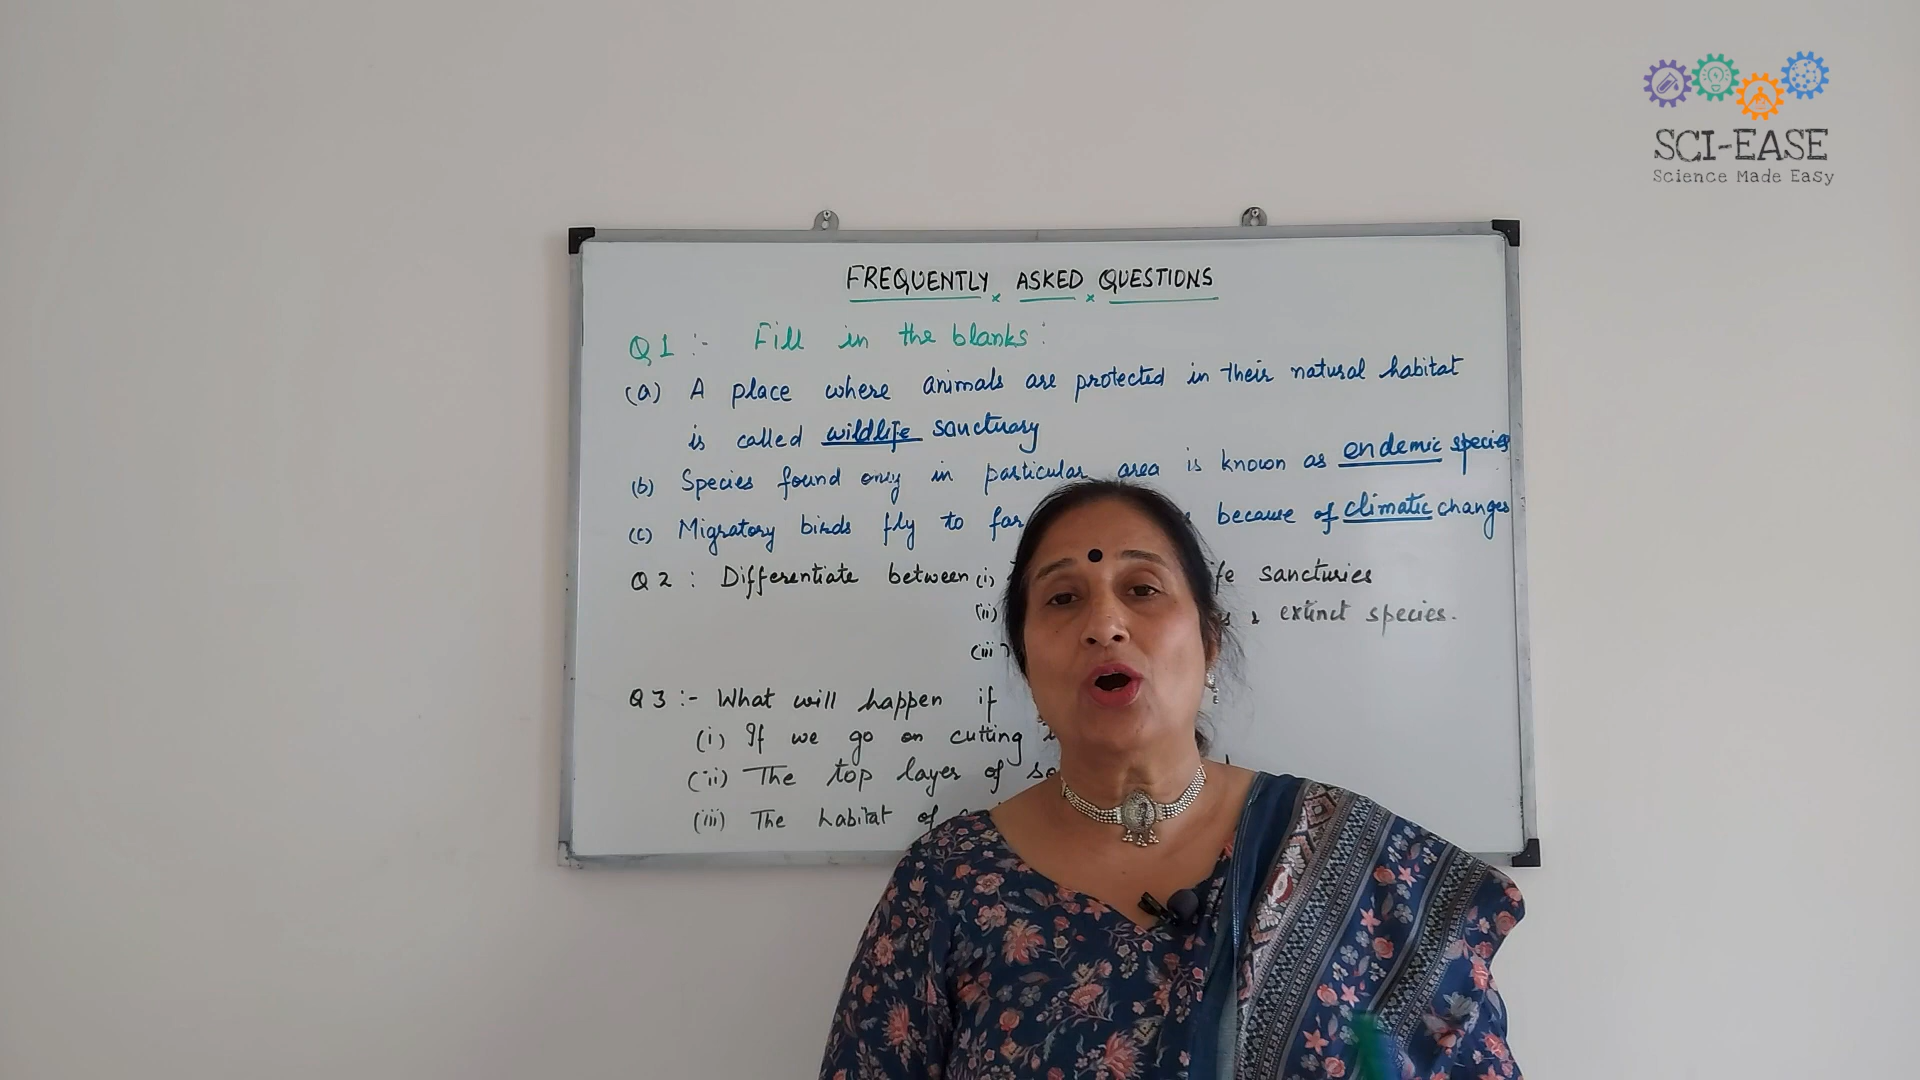 SCI-EASE
Science Made Easy
FREQUENTLY ASKED QUESTIONS
Q1 :- Fill in the blanks:
(a) A place where animals are protected in their natural habitat
is called wildlife sanctuary
(b) Species found only in particular area is known as endemic species
(c) Migratory birds fly to far because of climatic changes
Q2 : Differentiate between (i) sancturies
(ii) & extinct species.
(iii)
Q3 :- What will happen if
(i) If we go on cutting
(ii) The top layer of
(iii) The habitat of